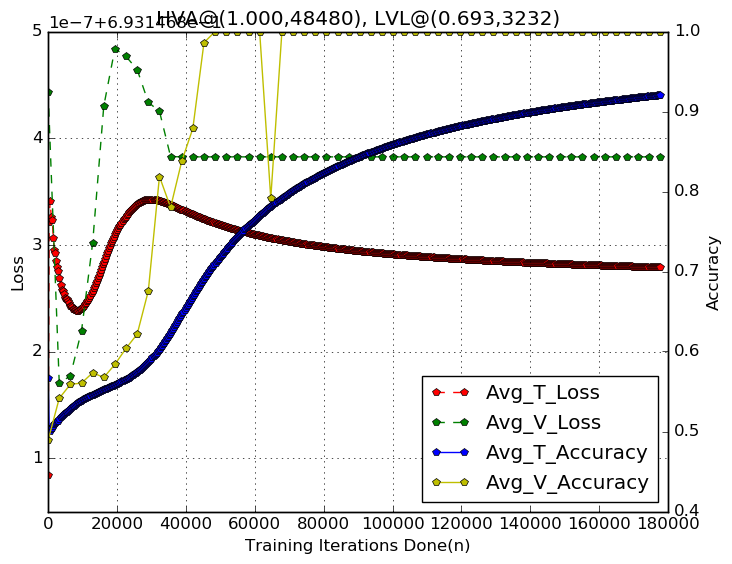 HVA@(1.000,48480), LVL@(0.693,3232)
1e-7+6.931468e-1
5
4
3
2
1
Loss
1.0
0.9
0.8
0.7
0.6
0.5
0.4
Accuracy
Avg_T_Loss
Avg_V_Loss
Avg_T_Accuracy
Avg_V_Accuracy
0 20000 40000 60000 80000 100000 120000 140000 160000 180000
Training Iterations Done(n)